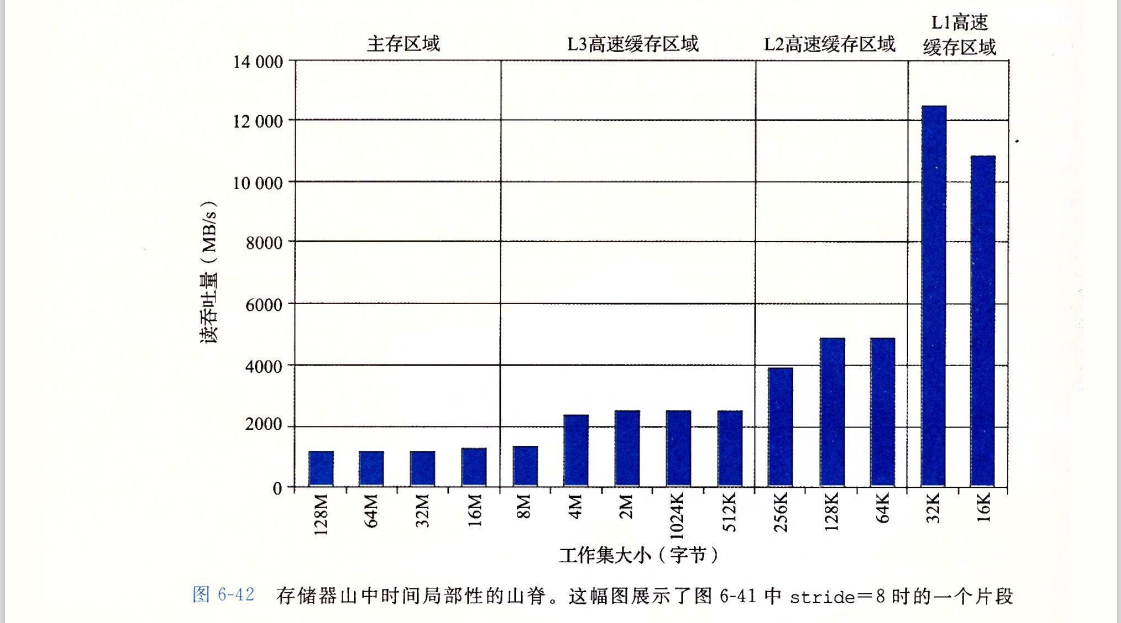 主存区域
L3高速缓存区域
L2高速缓存区域
L1高速
缓存区域
14 000
12 000
10 000
8000
6000
4000
2000
0
读吞吐量（MB/s）
128M
64M
32M
16M
8M
4M
2M
1024K
512K
256K
128K
64K
32K
16K
工作集大小（字节）
图 6-42 存储器山中时间局部性的山脊。这幅图展示了图 6-41 中 stride=8 时的一个片段